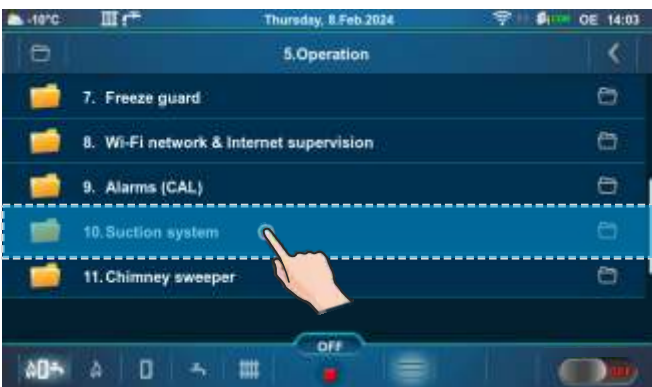 -10°C Thursday, 8.Feb.2024 OE 14:03
5.Operation
7. Freeze guard
8. Wi-Fi network & Internet supervision
9. Alarms (CAL)
10.Suction system
11.Chimney sweeper
OFF
OFF